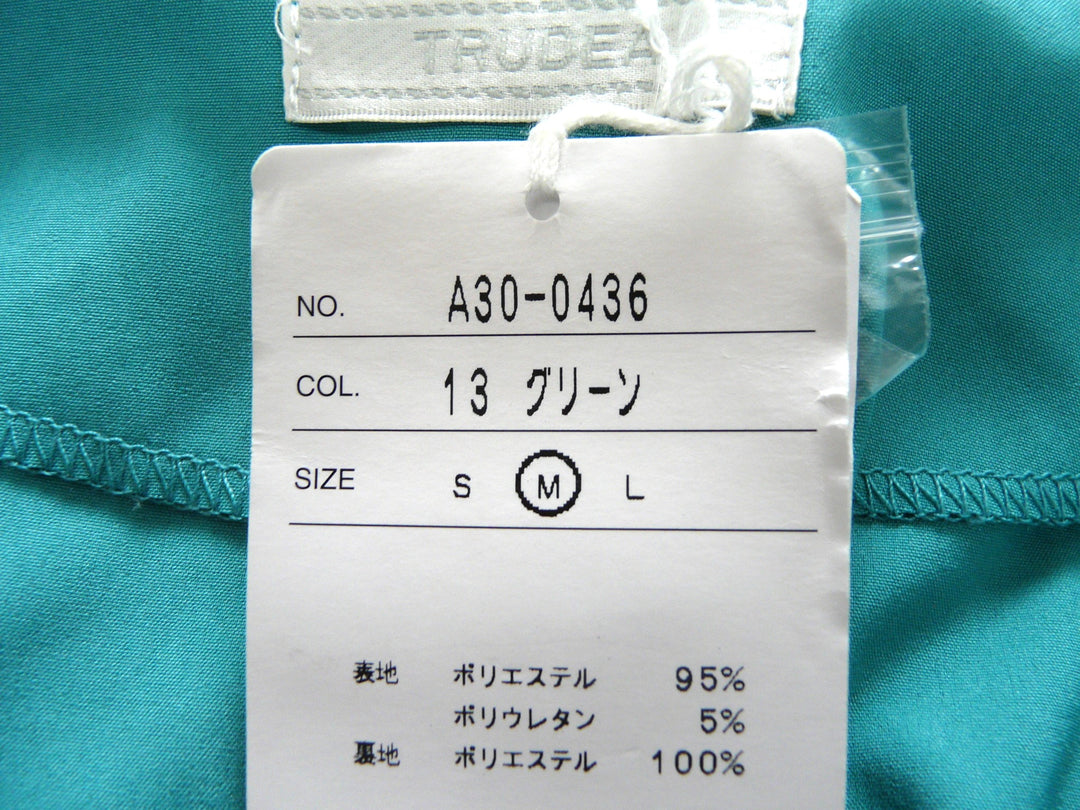 TRUDEA
NO. A30-0436
COL. 13 グリーン
SIZE S M L
表地 ポリエステル 95%
ポリウレタン 5%
裏地 ポリエステル 100%